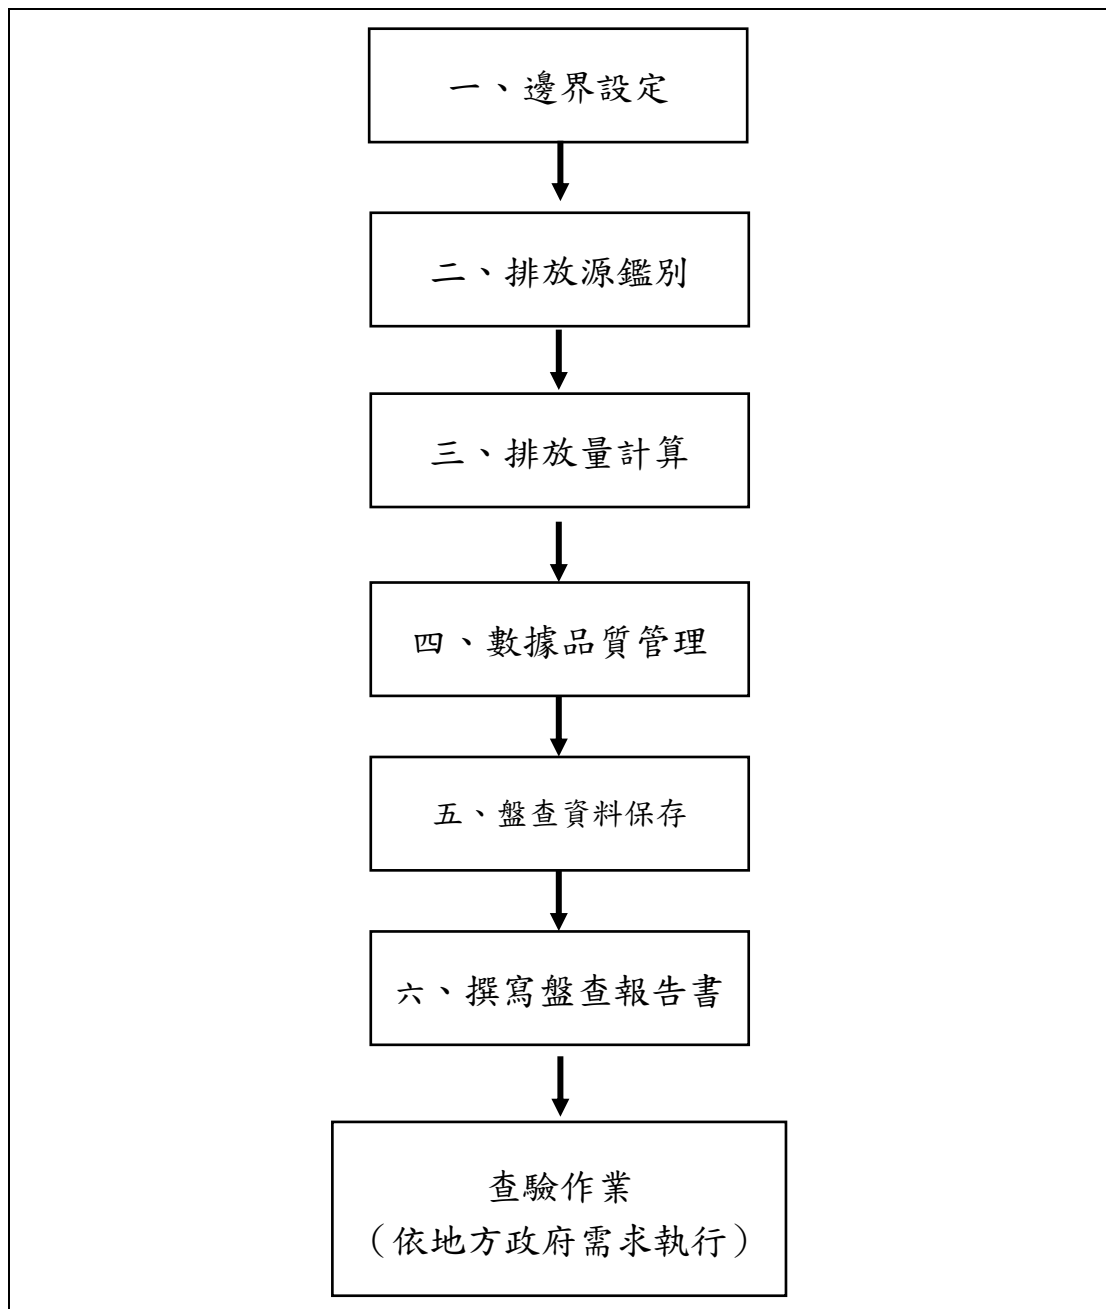 一、邊界設定
二、排放源鑑別
三、排放量計算
四、數據品質管理
五、盤查資料保存
六、撰寫盤查報告書
查驗作業
（依地方政府需求執行）